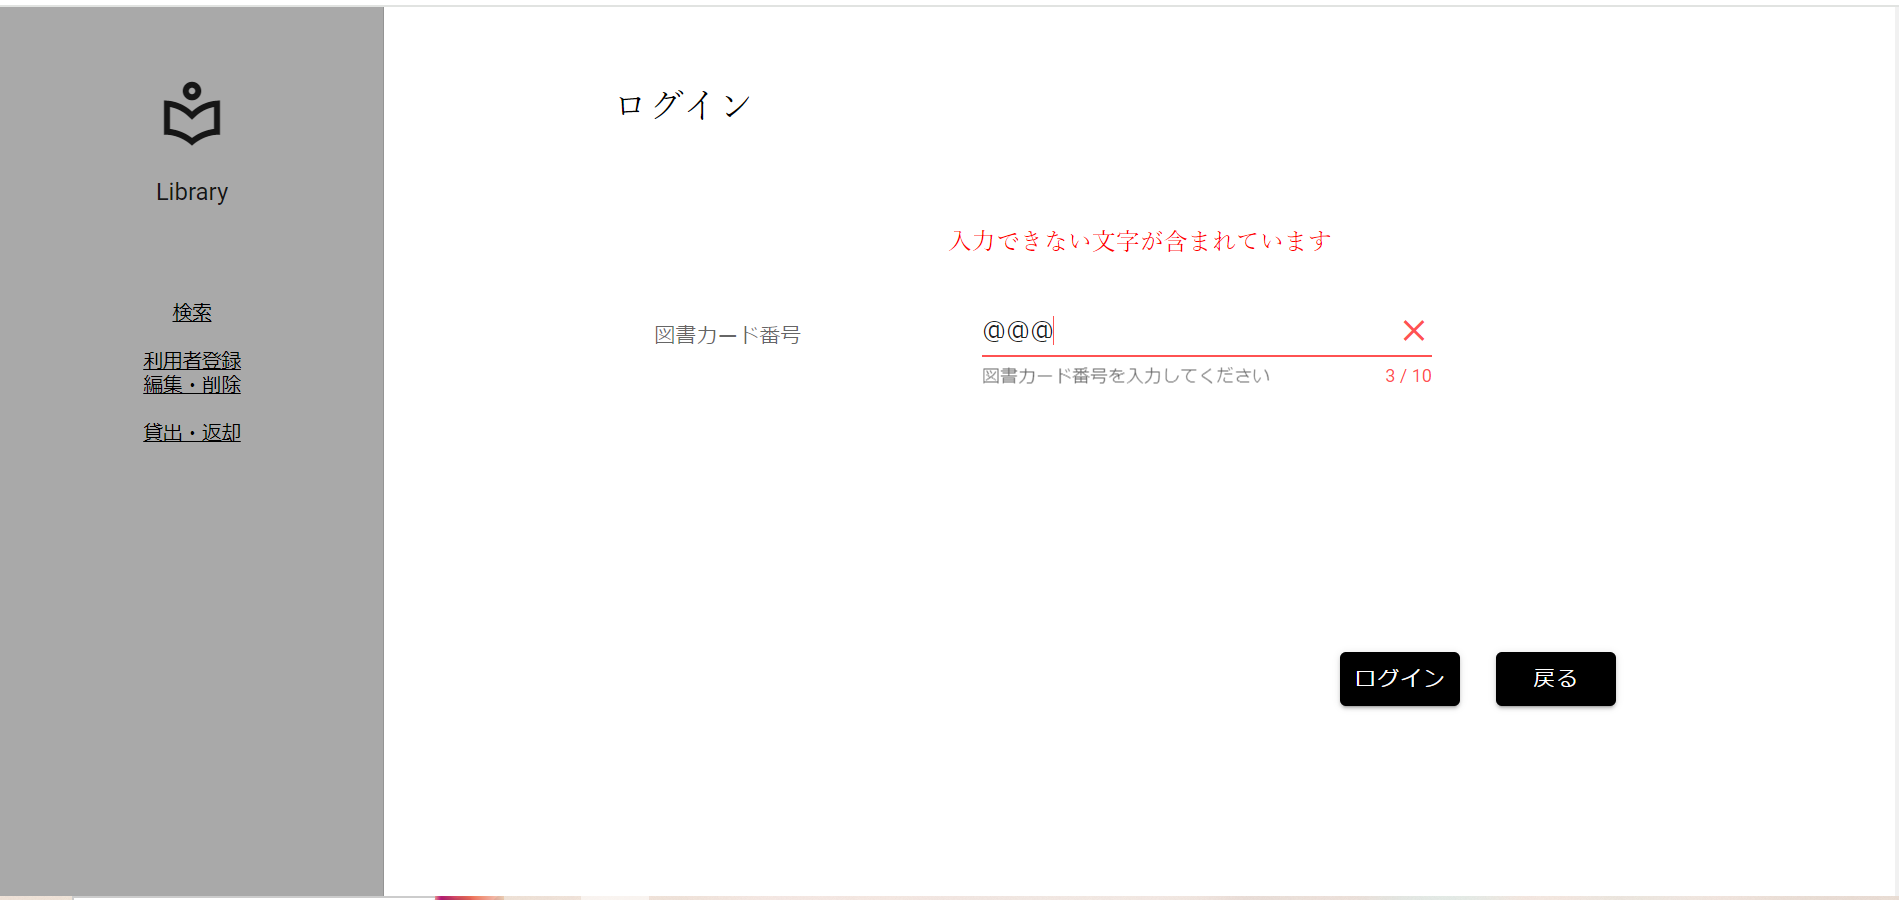 Library
検索
利用者登録
編集・削除
貸出・返却
ログイン
入力できない文字が含まれています
図書カード番号
@@@
図書カード番号を入力してください
3 / 10
ログイン
戻る